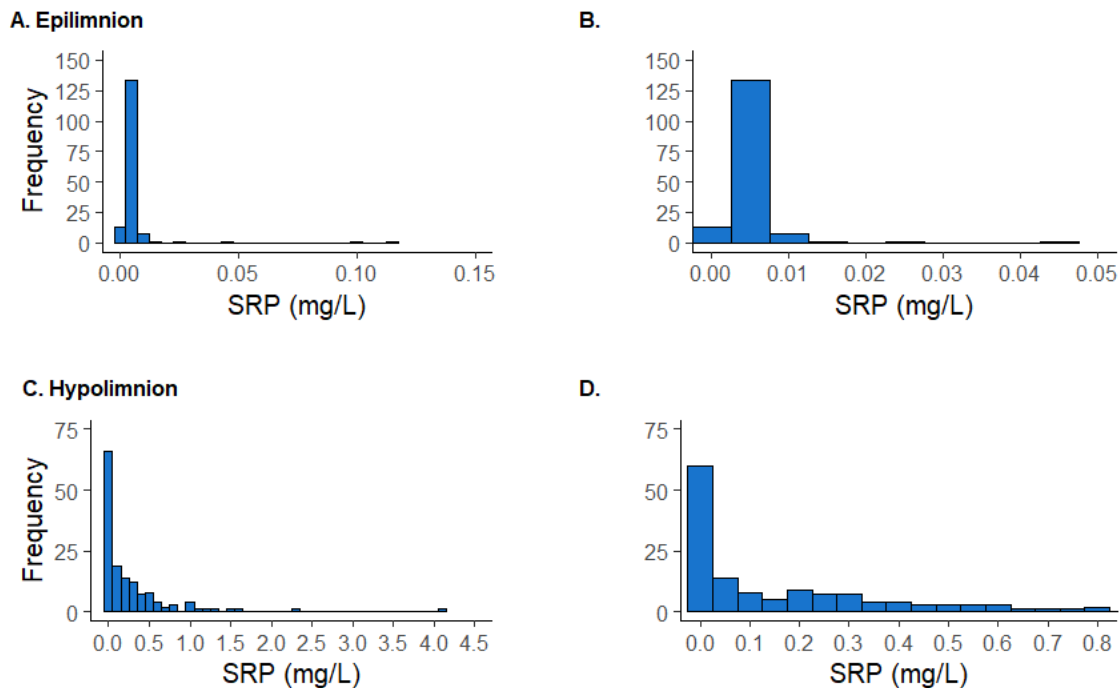 A. Epilimnion
150
125
100
75
50
25
0
Frequency
0.00 0.05 0.10 0.15
SRP (mg/L)
B.
150
125
100
75
50
25
0
0.00 0.01 0.02 0.03 0.04 0.05
SRP (mg/L)
C. Hypolimnion
75
50
25
0
Frequency
0.0 0.5 1.0 1.5 2.0 2.5 3.0 3.5 4.0 4.5
SRP (mg/L)
D.
75
50
25
0
0.0 0.1 0.2 0.3 0.4 0.5 0.6 0.7 0.8
SRP (mg/L)